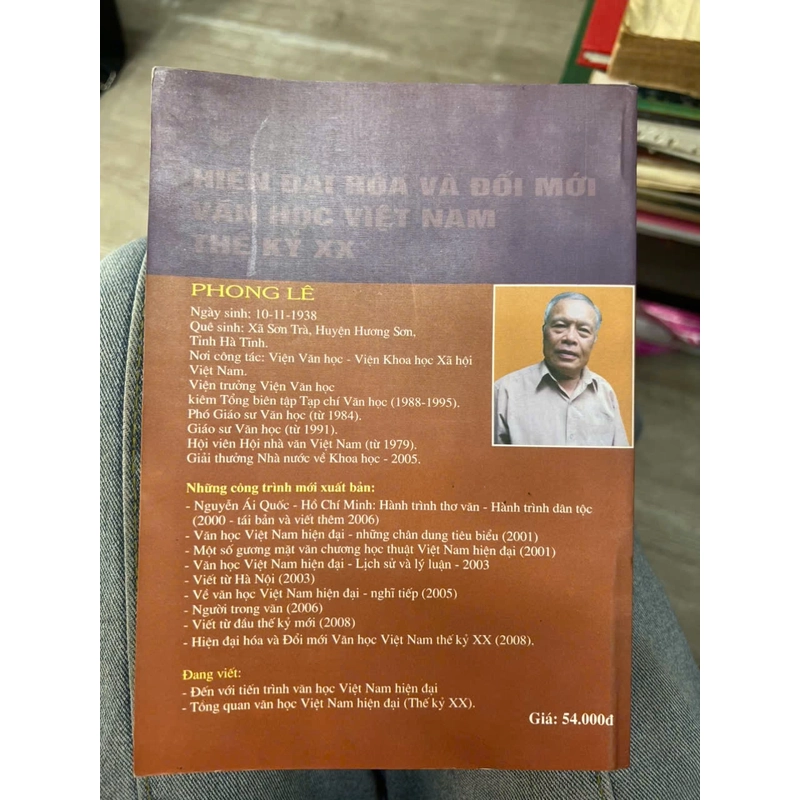 HIỆN ĐẠI HÓA VÀ ĐỔI MỚI
VĂN HỌC VIỆT NAM
THẾ KỶ XX
PHONG LÊ
Ngày sinh: 10-11-1938
Quê sinh: Xã Sơn Trà, Huyện Hương Sơn,
Tỉnh Hà Tĩnh.
Nơi công tác: Viện Văn học - Viện Khoa học Xã hội
Việt Nam.
Viện trưởng Viện Văn học
kiêm Tổng biên tập Tạp chí Văn học (1988-1995).
Phó Giáo sư Văn học (từ 1984).
Giáo sư Văn học (từ 1991).
Hội viên Hội nhà văn Việt Nam (từ 1979).
Giải thưởng Nhà nước về Khoa học - 2005.
Những công trình mới xuất bản:
- Nguyễn Ái Quốc - Hồ Chí Minh: Hành trình thơ văn - Hành trình dân tộc
(2000 - tái bản và viết thêm 2006)
- Văn học Việt Nam hiện đại - những chân dung tiêu biểu (2001)
- Một số gương mặt văn chương học thuật Việt Nam hiện đại (2001)
- Văn học Việt Nam hiện đại - Lịch sử và lý luận - 2003
- Viết từ Hà Nội (2003)
- Về văn học Việt Nam hiện đại - nghĩ tiếp (2005)
- Người trong văn (2006)
- Viết từ đầu thế kỷ mới (2008)
- Hiện đại hóa và Đổi mới Văn học Việt Nam thế kỷ XX (2008).
Đang viết:
- Đến với tiến trình văn học Việt Nam hiện đại
- Tổng quan văn học Việt Nam hiện đại (Thế kỷ XX).
Giá: 54.000đ